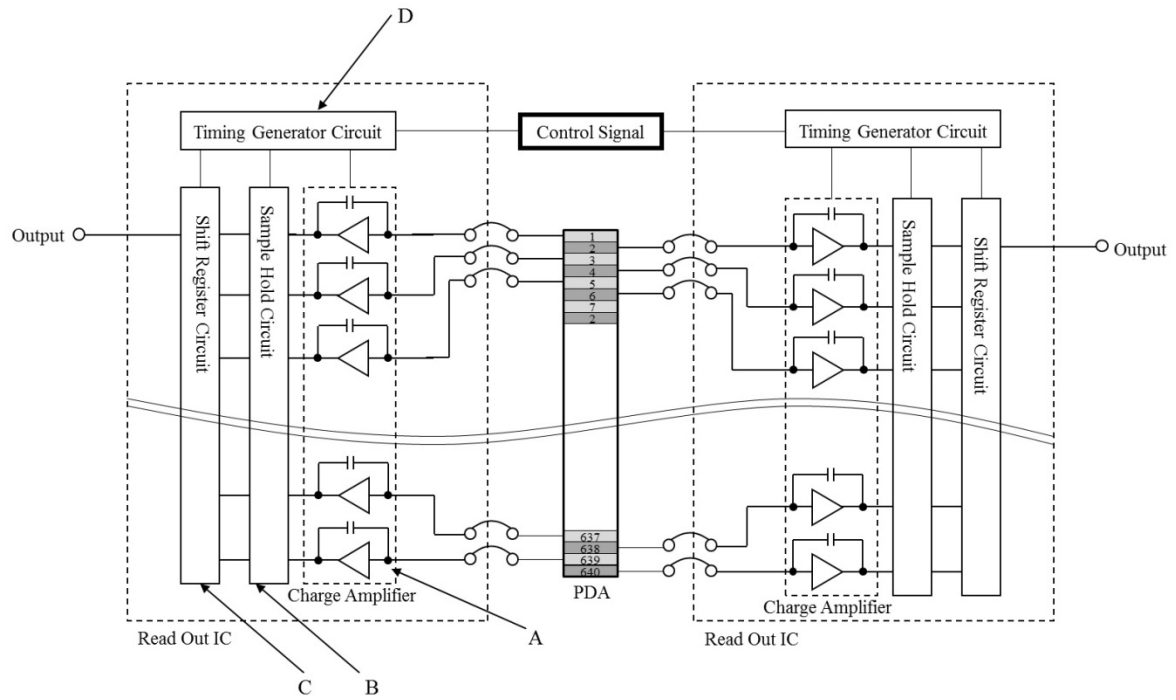 D
Timing Generator Circuit
Control Signal
Timing Generator Circuit
Output
Shift Register Circuit
Sample Hold Circuit
1
2
3
4
5
6
7
2
637
638
639
640
PDA
Sample Hold Circuit
Shift Register Circuit
Output
Charge Amplifier
Charge Amplifier
Read Out IC
Read Out IC
A
B
C